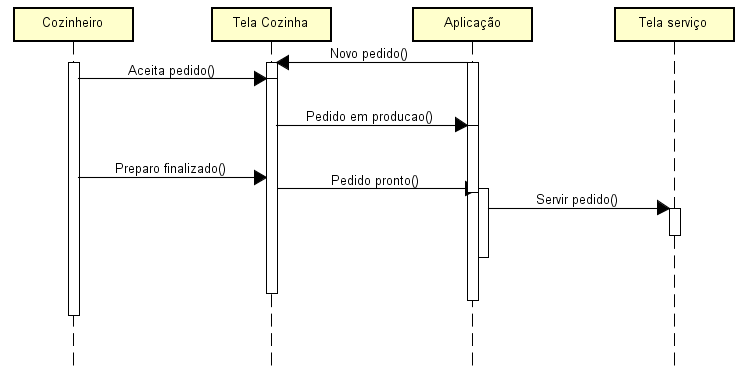 Cozinheiro
Tela Cozinha
Aplicação
Tela serviço
Novo pedido()
Aceita pedido()
Pedido em producao()
Preparo finalizado()
Pedido pronto()
Servir pedido()